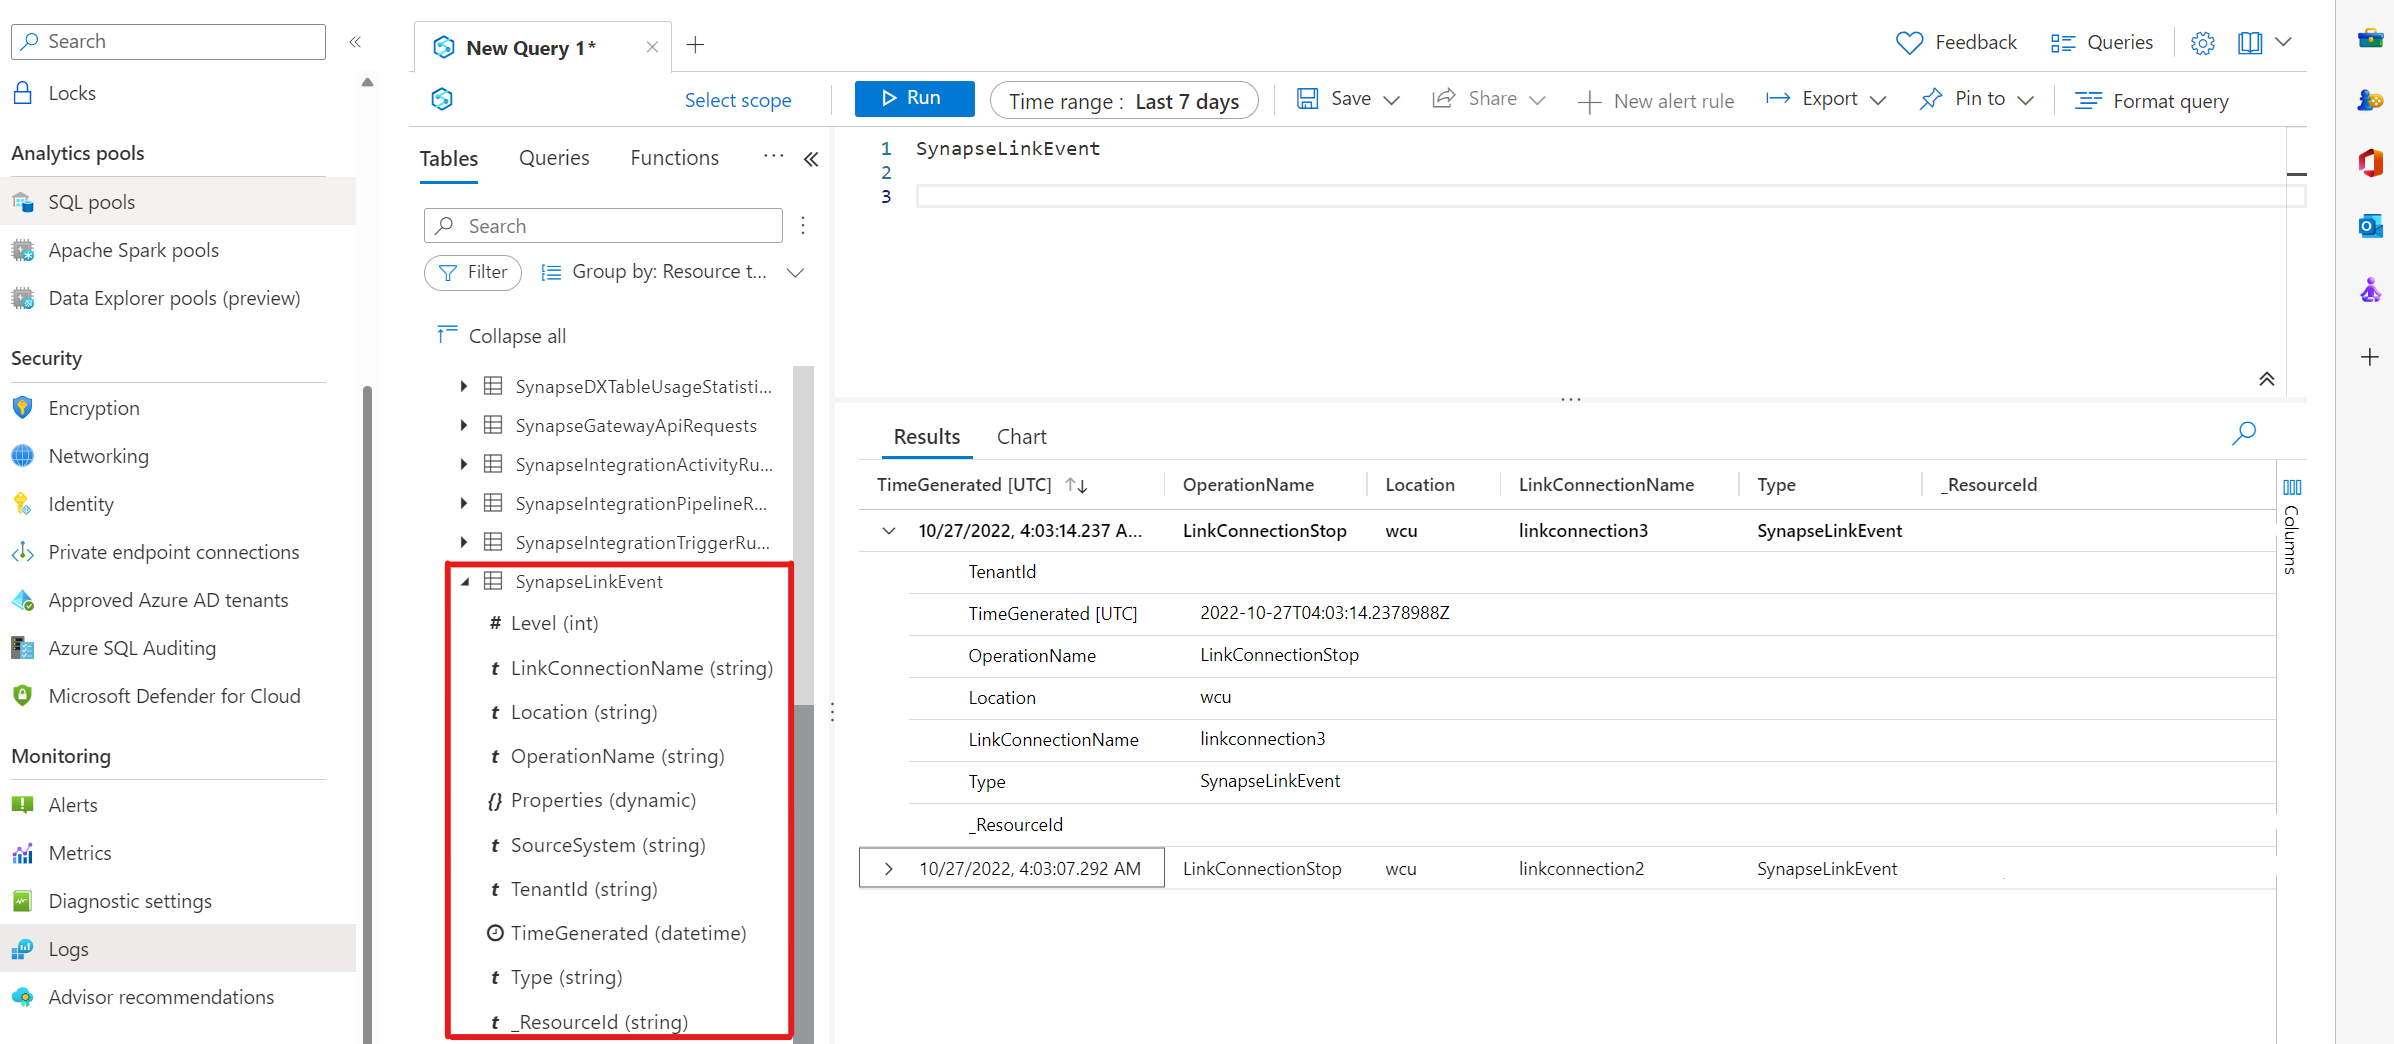 Search
«
Locks
Analytics pools
SQL pools
Apache Spark pools
Data Explorer pools (preview)
Security
Encryption
Networking
Identity
Private endpoint connections
Approved Azure AD tenants
Azure SQL Auditing
Microsoft Defender for Cloud
Monitoring
Alerts
Metrics
Diagnostic settings
Logs
Advisor recommendations
New Query 1*
Feedback
Queries
Select scope
Run
Time range : Last 7 days
Save
Share
New alert rule
Export
Pin to
Format query
Tables
Queries
Functions
...
Search
Filter
Group by: Resource t...
Collapse all
SynapseDXTableUsageStatisti...
SynapseGatewayApiRequests
SynapseIntegrationActivityRu...
SynapseIntegrationPipelineR...
SynapseIntegrationTriggerRu...
SynapseLinkEvent
# Level (int)
t LinkConnectionName (string)
t Location (string)
t OperationName (string)
{} Properties (dynamic)
t SourceSystem (string)
t TenantId (string)
TimeGenerated (datetime)
t Type (string)
t _ResourceId (string)
1 SynapseLinkEvent
2
3
Results
Chart
TimeGenerated [UTC] OperationName Location LinkConnectionName Type _ResourceId
10/27/2022, 4:03:14.237 A... LinkConnectionStop wcu linkconnection3 SynapseLinkEvent
TenantId
TimeGenerated [UTC] 2022-10-27T04:03:14.2378988Z
OperationName LinkConnectionStop
Location wcu
LinkConnectionName linkconnection3
Type SynapseLinkEvent
_ResourceId
10/27/2022, 4:03:07.292 AM LinkConnectionStop wcu linkconnection2 SynapseLinkEvent
Columns